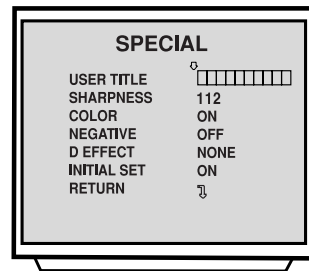 SPECIAL
USER TITLE
SHARPNESS 112
COLOR ON
NEGATIVE OFF
D EFFECT NONE
INITIAL SET ON
RETURN